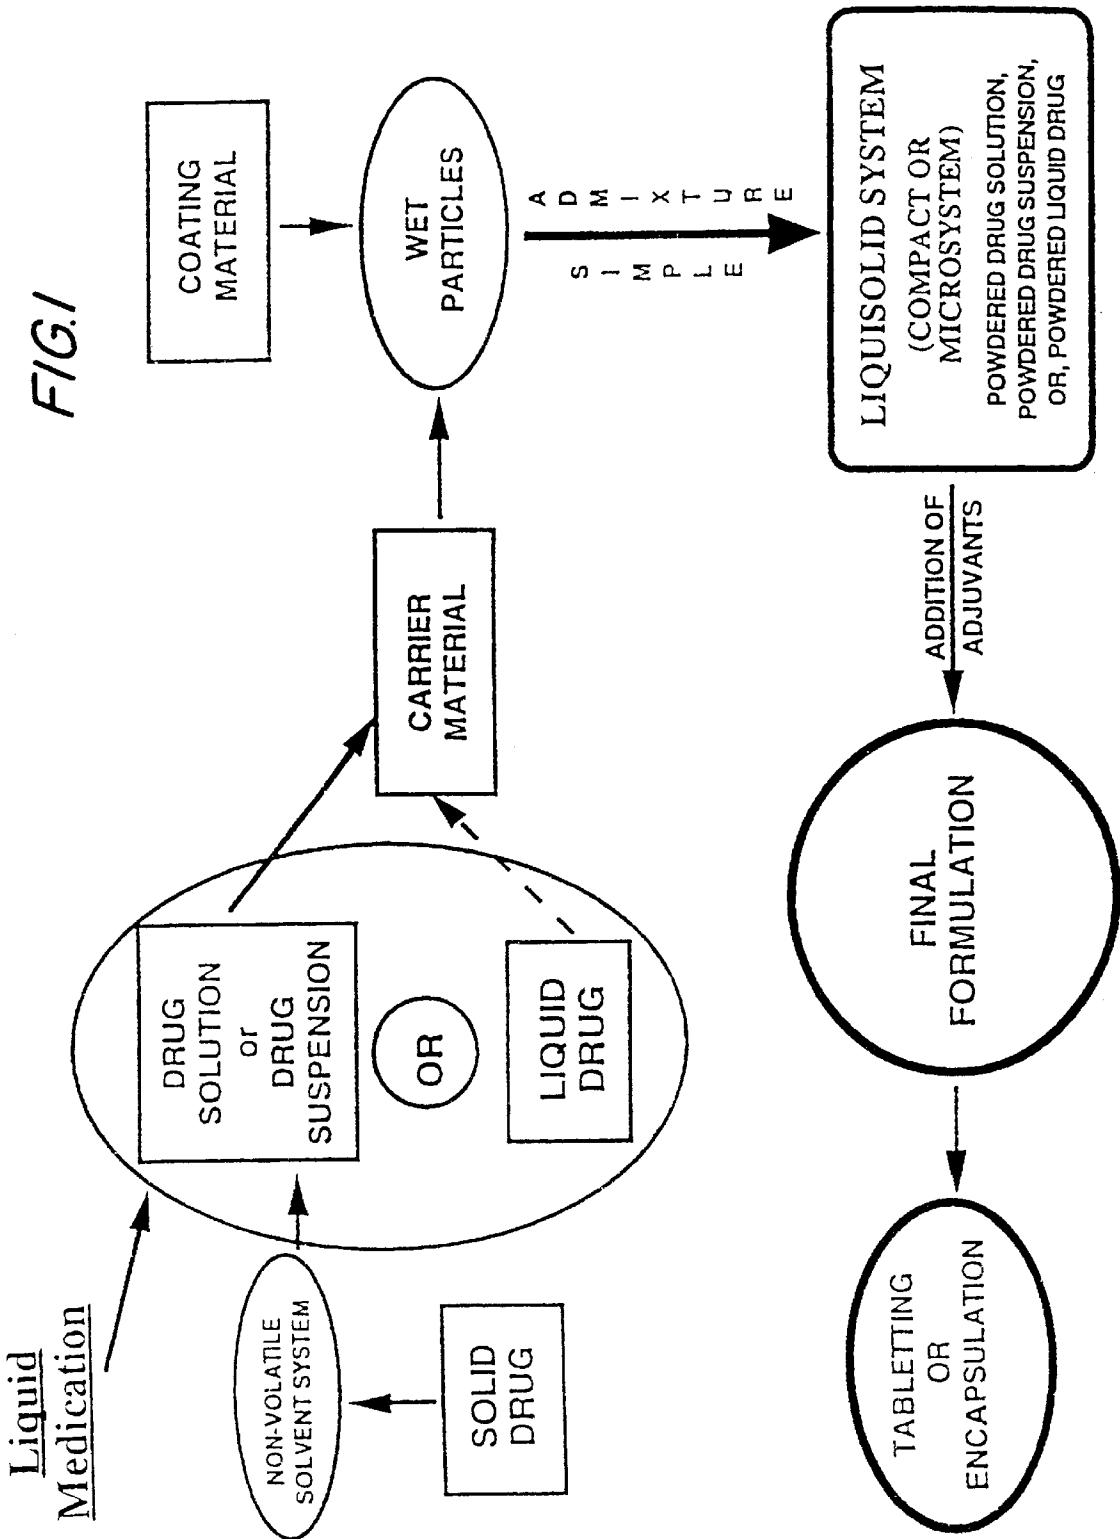 FIG.1
Liquid
Medication
NON-VOLATILE
SOLVENT SYSTEM
SOLID
DRUG
DRUG
SOLUTION
or
DRUG
SUSPENSION
OR
LIQUID
DRUG
CARRIER
MATERIAL
COATING
MATERIAL
WET
PARTICLES
SIMPLE
ADMIXTURE
LIQUISOLID SYSTEM
(COMPACT OR
MICROSYSTEM)
POWDERED DRUG SOLUTION,
POWDERED DRUG SUSPENSION,
OR, POWDERED LIQUID DRUG
ADDITION OF
ADJUVANTS
FINAL
FORMULATION
TABLETTING
OR
ENCAPSULATION